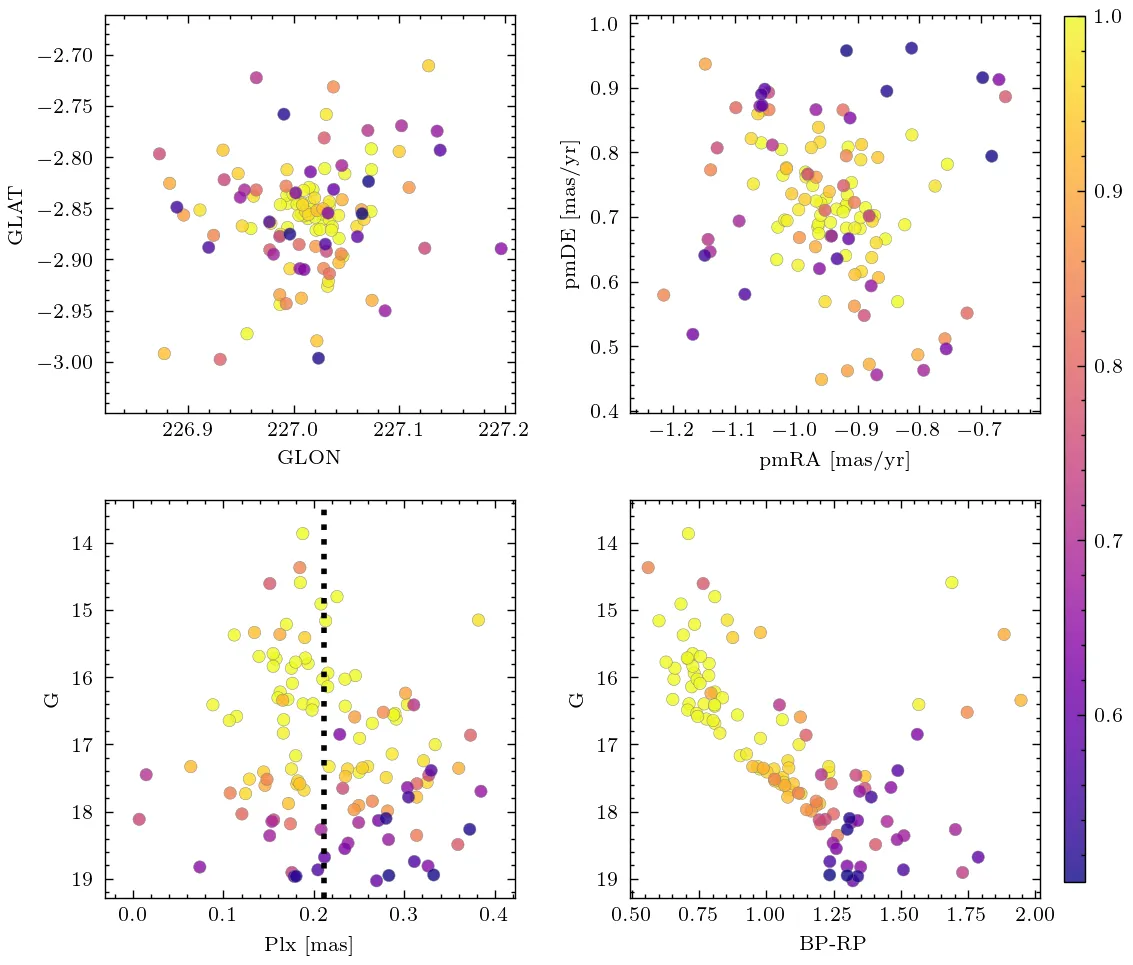 −2.70
−2.75
−2.80
−2.85
−2.90
−2.95
−3.00
GLAT
226.9 227.0 227.1 227.2
GLON
1.0
0.9
0.8
0.7
0.6
0.5
0.4
pmDE [mas/yr]
−1.2 −1.1 −1.0 −0.9 −0.8 −0.7
pmRA [mas/yr]
1.0
0.9
0.8
0.7
0.6
14
15
16
17
18
19
G
0.0 0.1 0.2 0.3 0.4
Plx [mas]
14
15
16
17
18
19
G
0.50 0.75 1.00 1.25 1.50 1.75 2.00
BP-RP